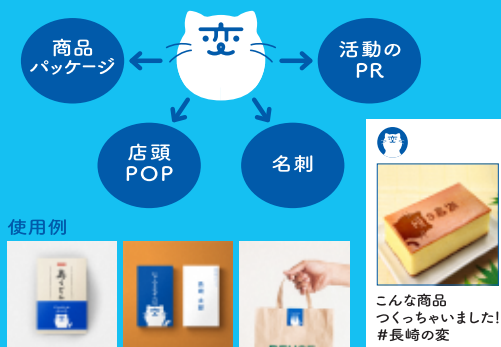 変
商品
パッケージ
活動の
PR
店頭
POP
名刺
使用例
こんな商品
つくっちゃいました!
#長崎の変